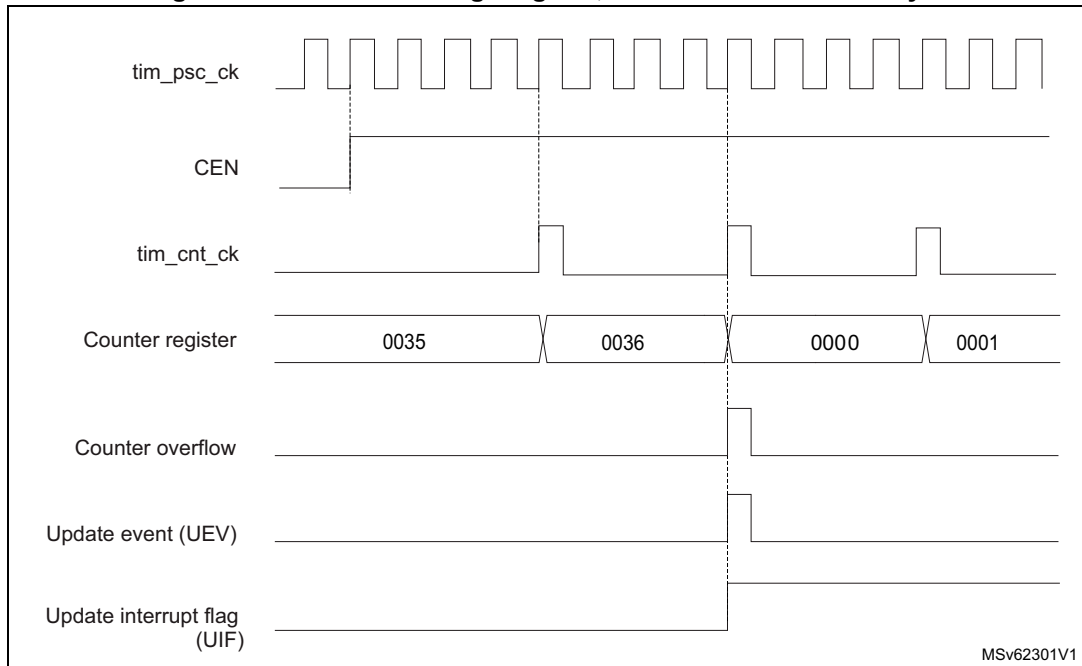 tim_psc_ck
CEN
tim_cnt_ck
Counter register
0035
0036
0000
0001
Counter overflow
Update event (UEV)
Update interrupt flag
(UIF)
MSv62301V1